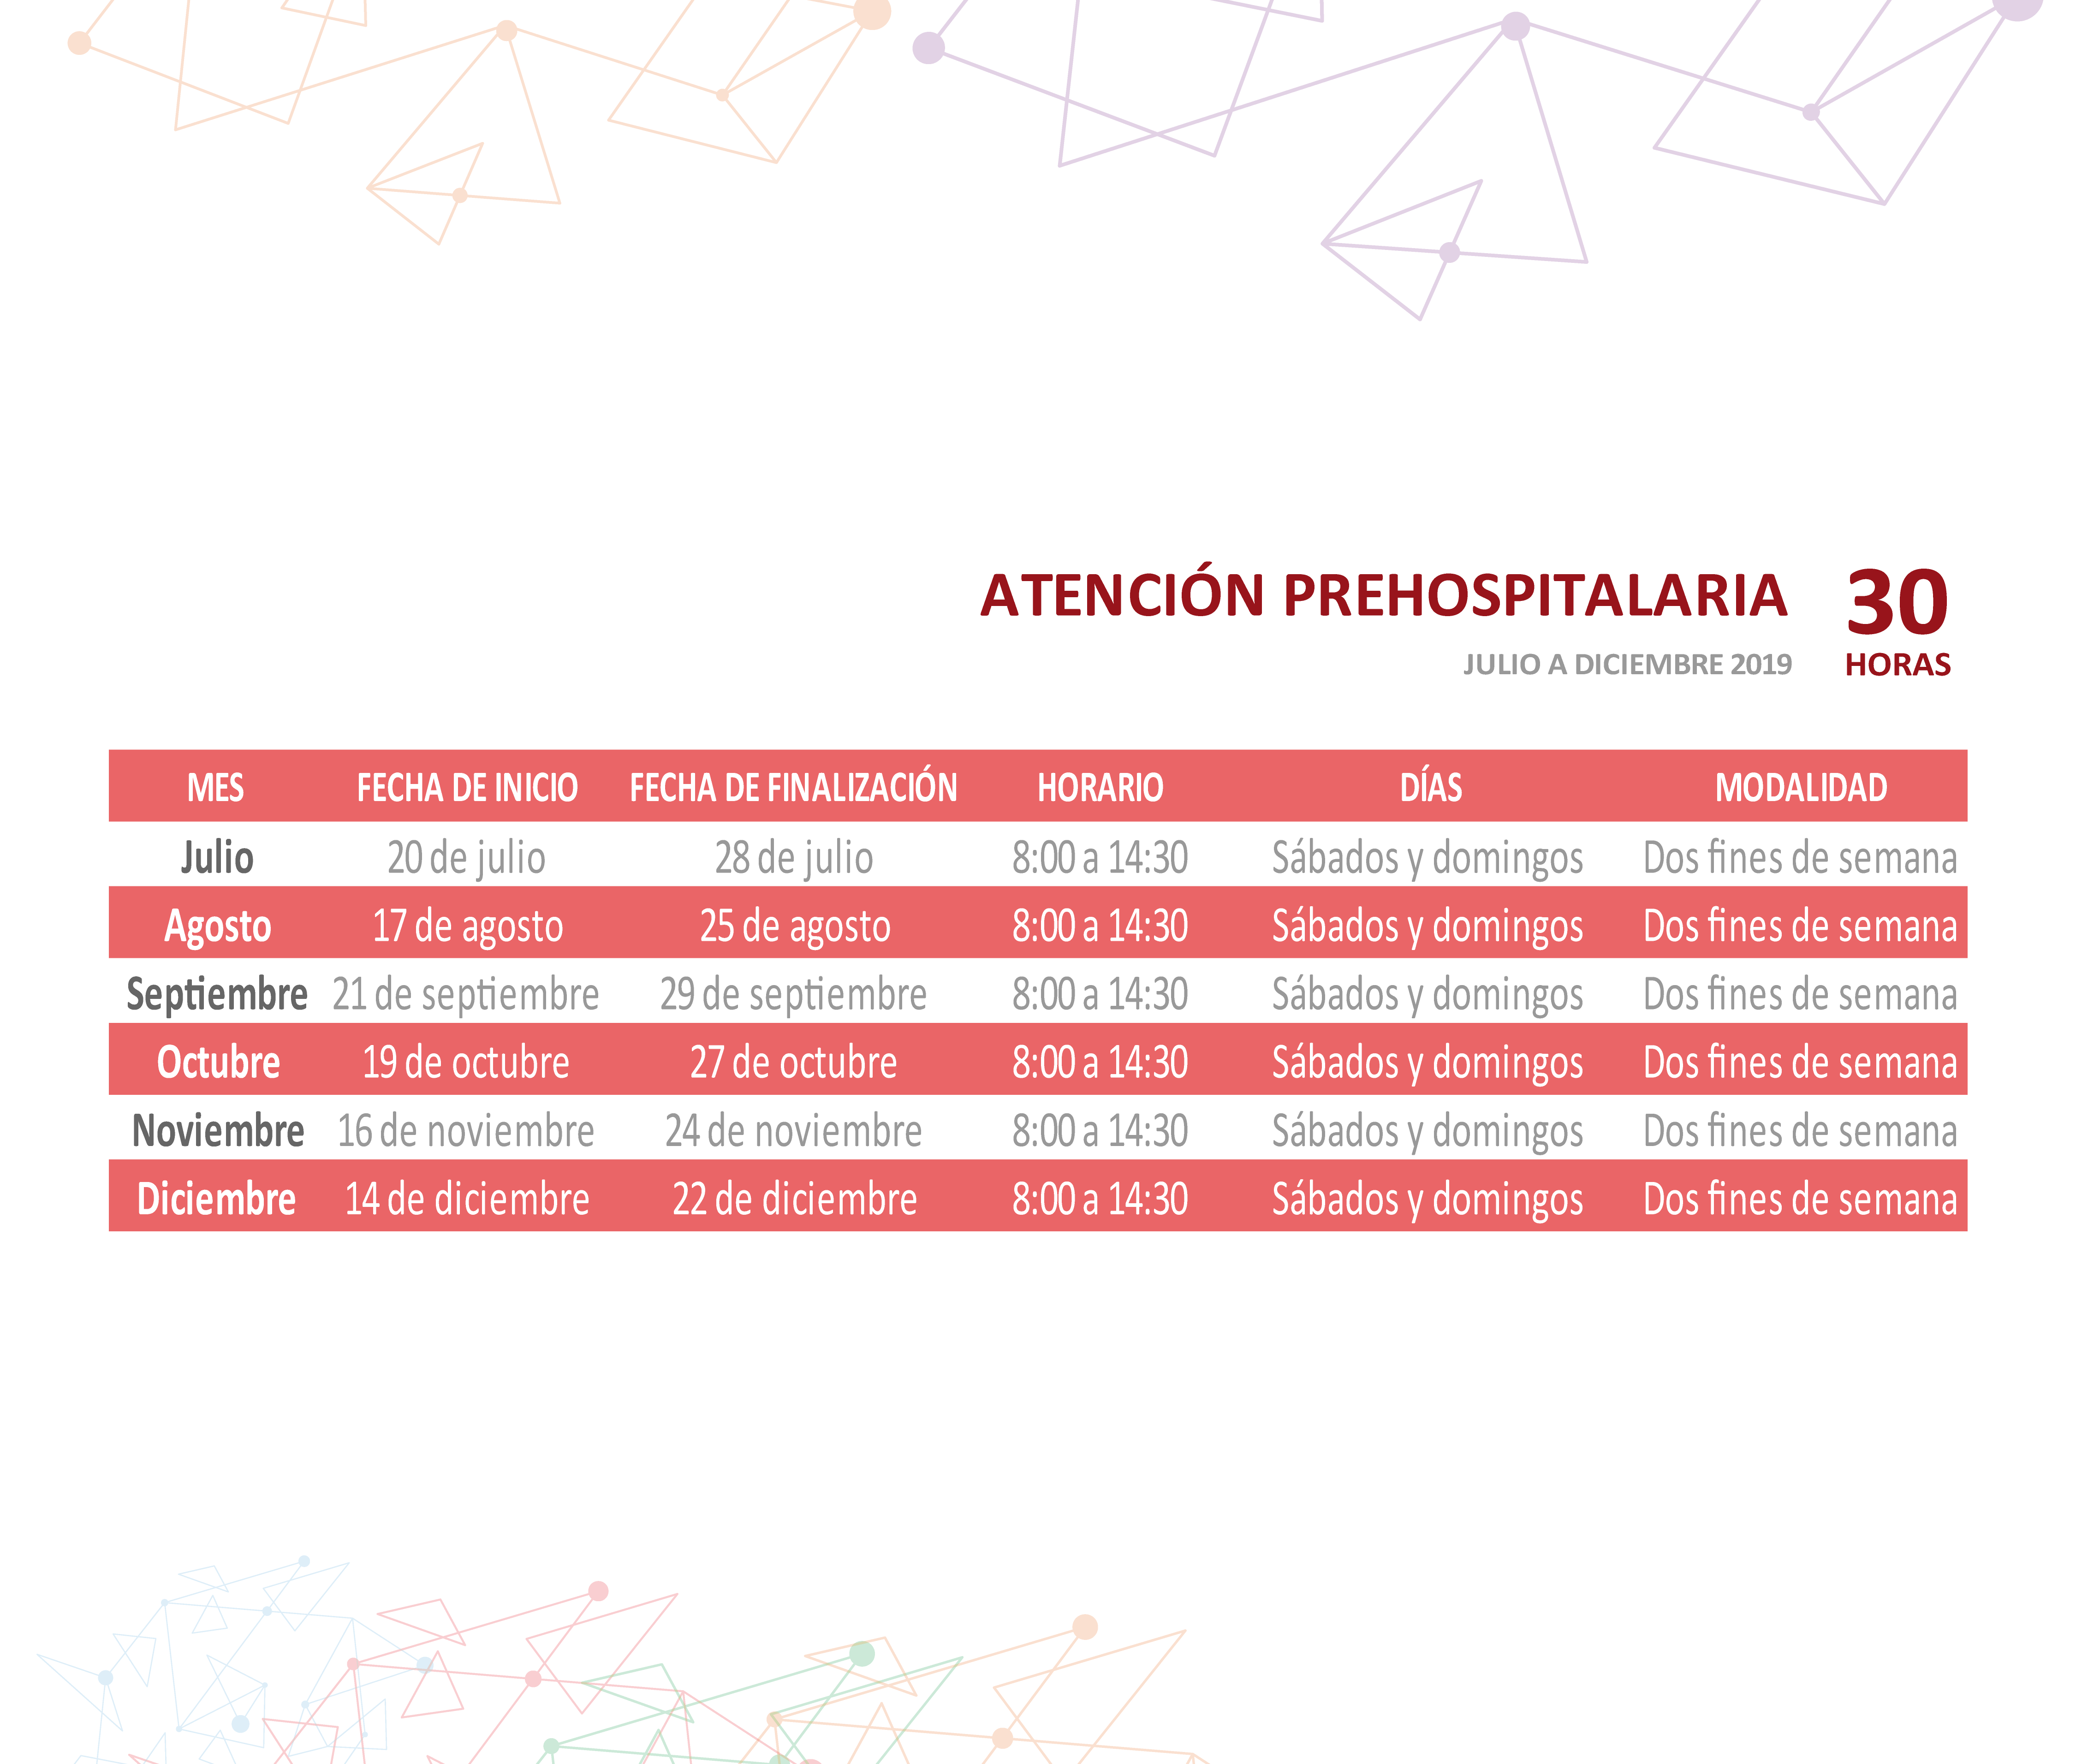 ATENCIÓN PREHOSPITALARIA 30
JULIO A DICIEMBRE 2019 HORAS
MES FECHA DE INICIO FECHA DE FINALIZACIÓN HORARIO DÍAS MODALIDAD
Julio 20 de julio 28 de julio 8:00 a 14:30 Sábados y domingos Dos fines de semana
Agosto 17 de agosto 25 de agosto 8:00 a 14:30 Sábados y domingos Dos fines de semana
Septiembre 21 de septiembre 29 de septiembre 8:00 a 14:30 Sábados y domingos Dos fines de semana
Octubre 19 de octubre 27 de octubre 8:00 a 14:30 Sábados y domingos Dos fines de semana
Noviembre 16 de noviembre 24 de noviembre 8:00 a 14:30 Sábados y domingos Dos fines de semana
Diciembre 14 de diciembre 22 de diciembre 8:00 a 14:30 Sábados y domingos Dos fines de semana